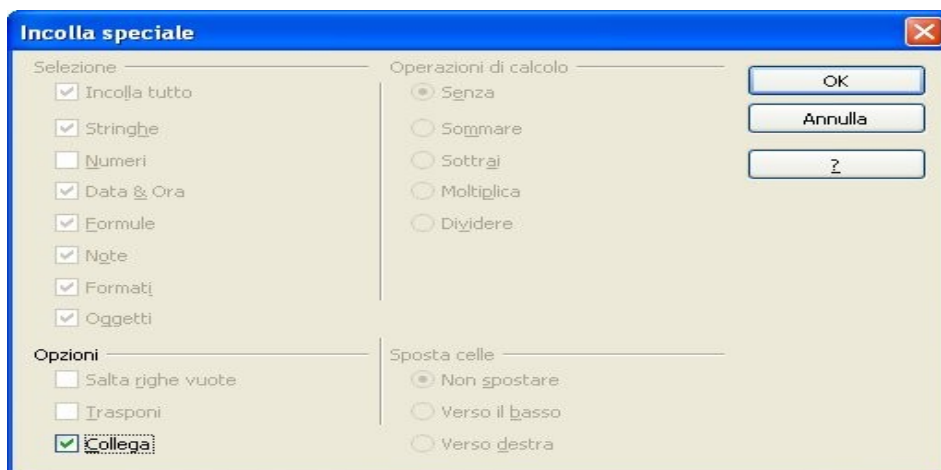 Incolla speciale
Selezione
Incolla tutto
Stringhe
Numeri
Data & Ora
Formule
Note
Formati
Oggetti
Operazioni di calcolo
Senza
Sommare
Sottrai
Moltiplica
Dividere
OK
Annulla
?
Opzioni
Salta righe vuote
Trasponi
Collega
Sposta celle
Non spostare
Verso il basso
Verso destra